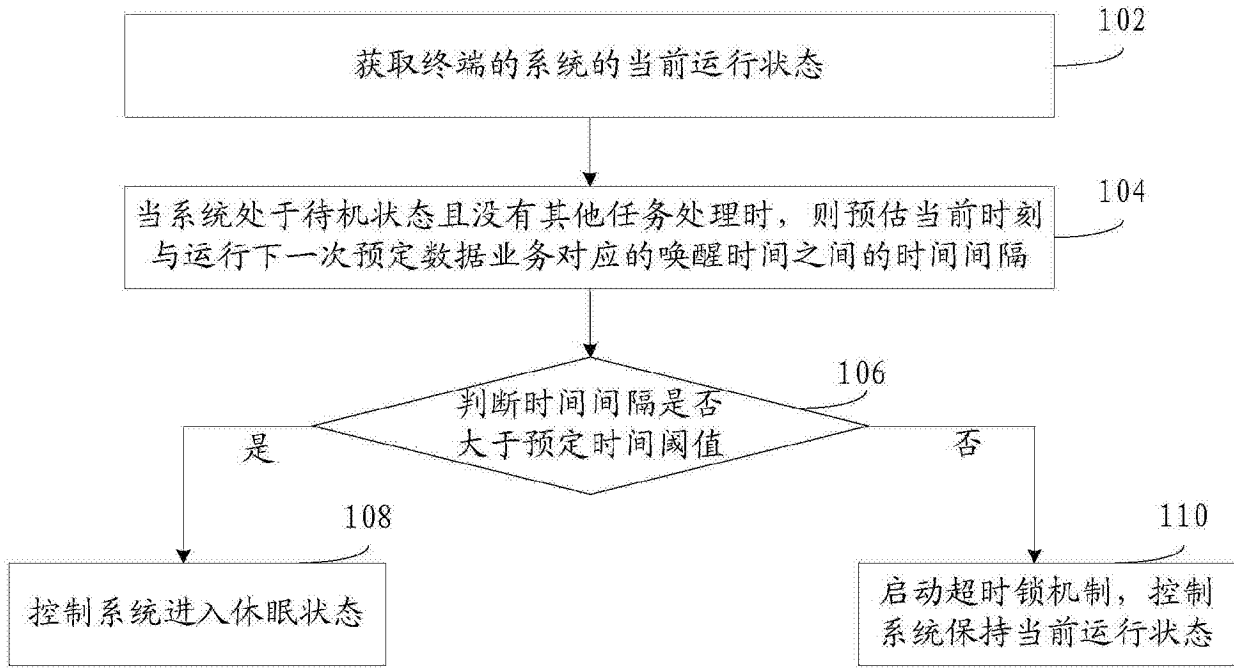 102
获取终端的系统的当前运行状态
104
当系统处于待机状态且没有其他任务处理时，则预估当前时刻
与运行下一次预定数据业务对应的唤醒时间之间的时间间隔
106
判断时间间隔是否
大于预定时间阈值
是
否
108
控制系统进入休眠状态
110
启动超时锁机制，控制
系统保持当前运行状态